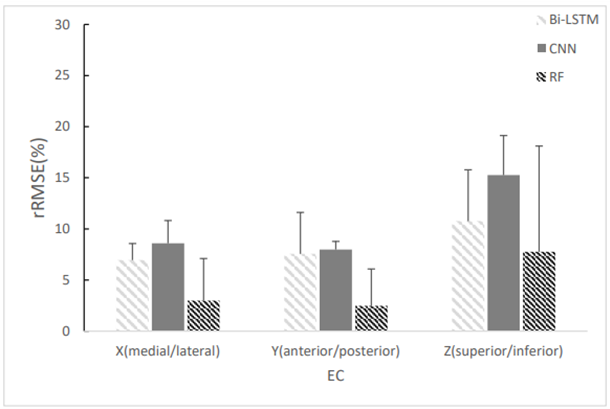 30
25
20
15
10
5
0
rRMSE(%)
Bi-LSTM
CNN
RF
X(medial/lateral)
Y(anterior/posterior)
Z(superior/inferior)
EC